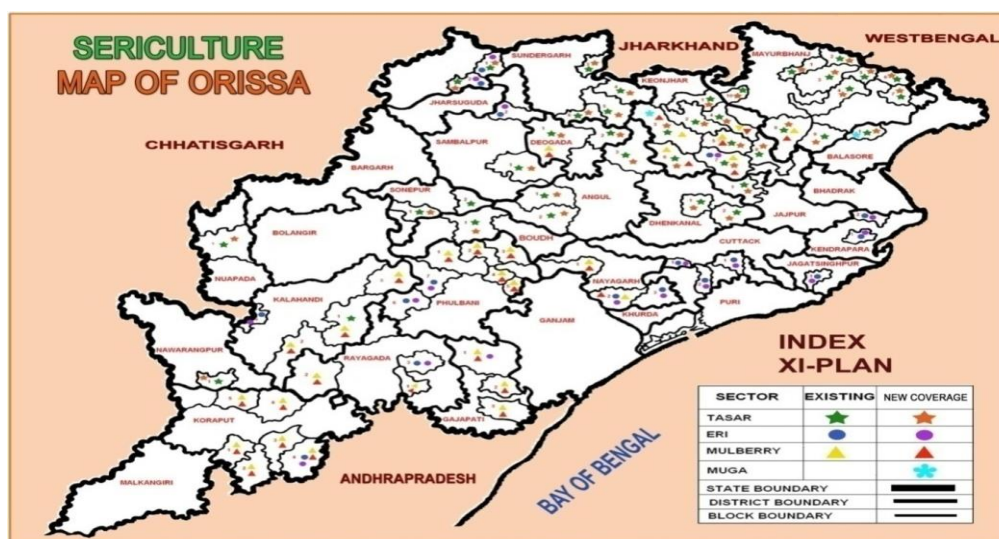 SERICULTURE
MAP OF ORISSA
JHARKHAND
WESTBENGAL
CHHATISGARH
SUNDERGARH
KEONJHAR
MAYURBHANJ
JHARSUGUDA
SAMBALPUR
DEOGADA
BALASORE
BARGARH
SONEPUR
ANGUL
BHADRAK
DHENKANAL
JAJPUR
BOLANGIR
BOUDH
CUTTACK
KENDRAPARA
JAGATSINGHPUR
NUAPADA
KALAHANDI
PHULBANI
NAYAGARH
PURI
GANJAM
KHURDA
NAWARANGPUR
RAYAGADA
KORAPUT
GAJAPATI
MALKANGIRI
ANDHRAPRADESH
BAY OF BENGAL
INDEX
XI-PLAN
SECTOR EXISTING NEW COVERAGE
TASAR
ERI
MULBERRY
MUGA
STATE BOUNDARY
DISTRICT BOUNDARY
BLOCK BOUNDARY